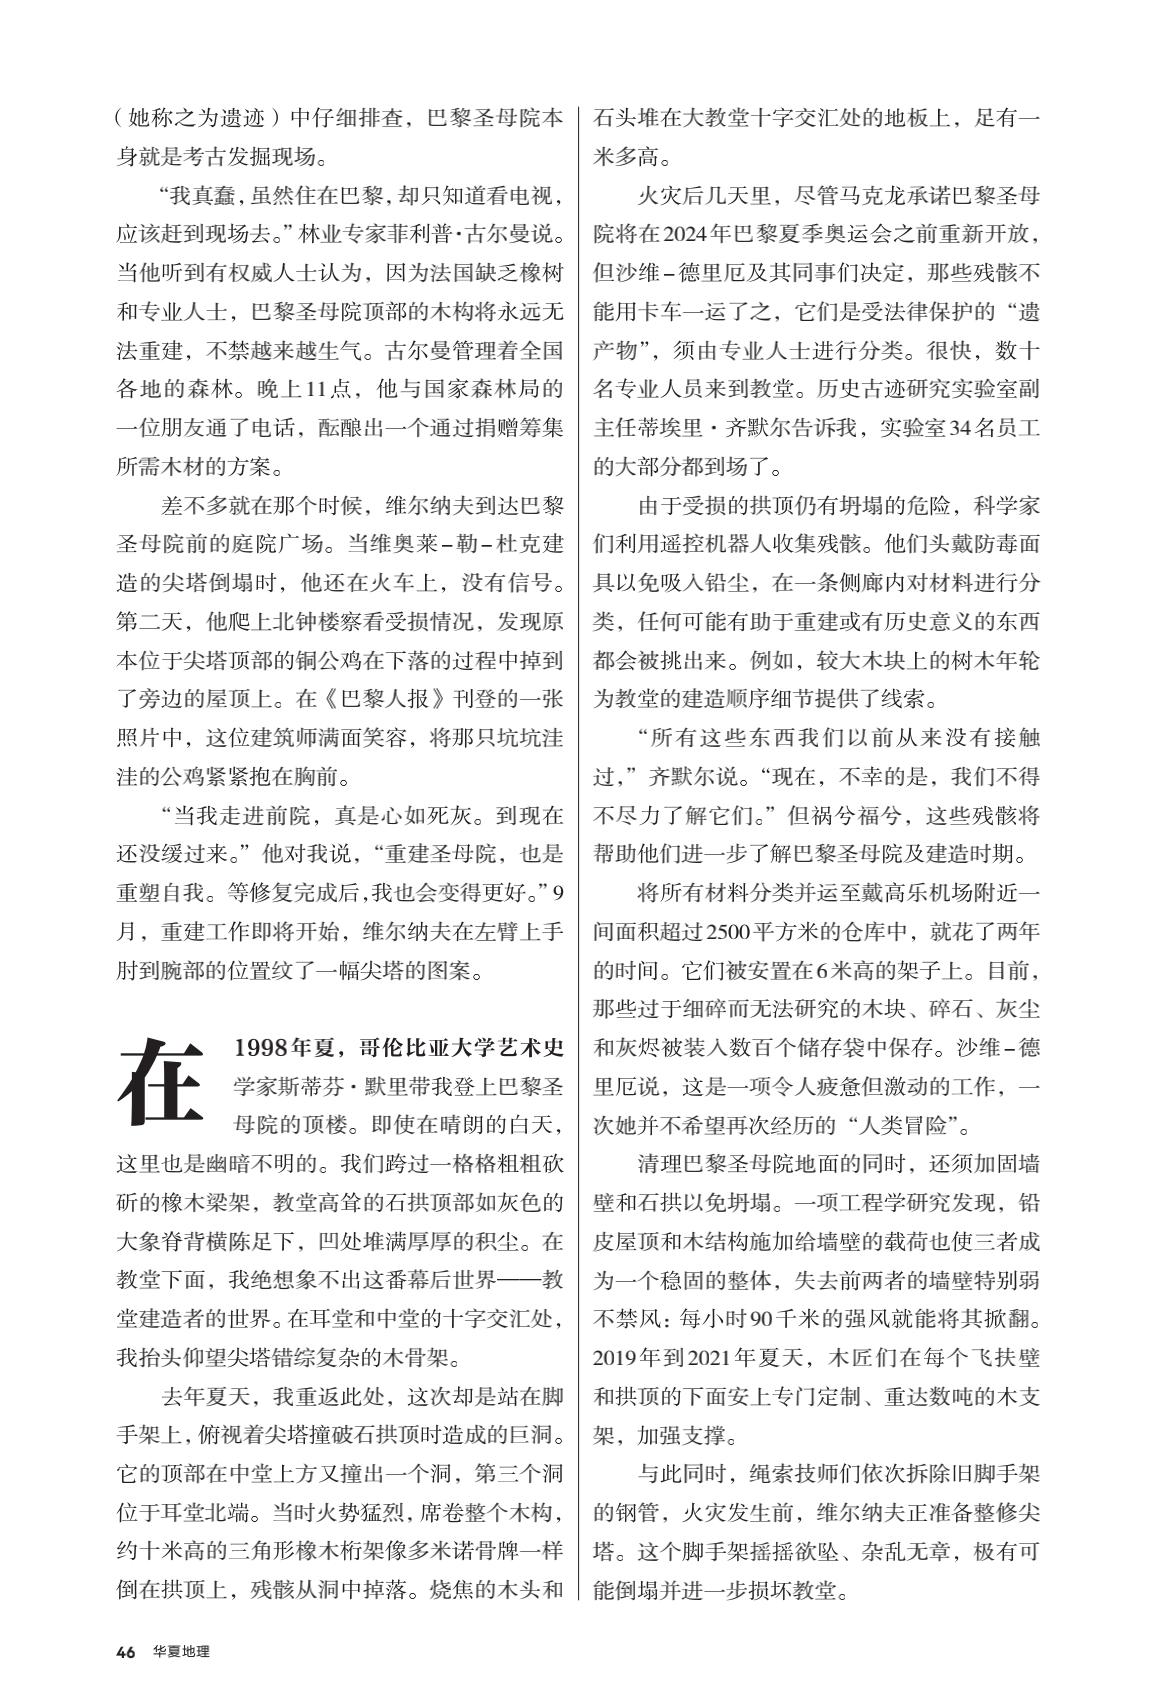 （她称之为遗迹）中仔细排查，巴黎圣母院本
身就是考古发掘现场。
“我真蠢，虽然住在巴黎，却只知道看电视，
应该赶到现场去。”林业专家菲利普·古尔曼说。
当他听到有权威人士认为，因为法国缺乏橡树
和专业人士，巴黎圣母院顶部的木构将永远无
法重建，不禁越来越生气。古尔曼管理着全国
各地的森林。晚上11点，他与国家森林局的
一位朋友通了电话，酝酿出一个通过捐赠筹集
所需木材的方案。
差不多就在那个时候，维尔纳夫到达巴黎
圣母院前的庭院广场。当维奥莱–勒–杜克建
造的尖塔倒塌时，他还在火车上，没有信号。
第二天，他爬上北钟楼察看受损情况，发现原
本位于尖塔顶部的铜公鸡在下落的过程中掉到
了旁边的屋顶上。在《巴黎人报》刊登的一张
照片中，这位建筑师满面笑容，将那只坑坑洼
洼的公鸡紧紧抱在胸前。
“当我走进前院，真是心如死灰。到现在
还没缓过来。”他对我说，“重建圣母院，也是
重塑自我。等修复完成后，我也会变得更好。”9
月，重建工作即将开始，维尔纳夫在左臂上手
肘到腕部的位置纹了一幅尖塔的图案。
在
1998年夏，哥伦比亚大学艺术史
学家斯蒂芬·默里带我登上巴黎圣
母院的顶楼。即使在晴朗的白天，
这里也是幽暗不明的。我们跨过一格格粗粗砍
斫的橡木梁架，教堂高耸的石拱顶部如灰色的
大象脊背横陈足下，凹处堆满厚厚的积尘。在
教堂下面，我绝想象不出这番幕后世界——教
堂建造者的世界。在耳堂和中堂的十字交汇处，
我抬头仰望尖塔错综复杂的木骨架。
去年夏天，我重返此处，这次却是站在脚
手架上，俯视着尖塔撞破石拱顶时造成的巨洞。
它的顶部在中堂上方又撞出一个洞，第三个洞
位于耳堂北端。当时火势猛烈，席卷整个木构，
约十米高的三角形橡木桁架像多米诺骨牌一样
倒在拱顶上，残骸从洞中掉落。烧焦的木头和
石头堆在大教堂十字交汇处的地板上，足有一
米多高。
火灾后几天里，尽管马克龙承诺巴黎圣母
院将在2024年巴黎夏季奥运会之前重新开放，
但沙维–德里厄及其同事们决定，那些残骸不
能用卡车一运了之，它们是受法律保护的“遗
产物”，须由专业人士进行分类。很快，数十
名专业人员来到教堂。历史古迹研究实验室副
主任蒂埃里·齐默尔告诉我，实验室34名员工
的大部分都到场了。
由于受损的拱顶仍有坍塌的危险，科学家
们利用遥控机器人收集残骸。他们头戴防毒面
具以免吸入铅尘，在一条侧廊内对材料进行分
类，任何可能有助于重建或有历史意义的东西
都会被挑出来。例如，较大木块上的树木年轮
为教堂的建造顺序细节提供了线索。
“所有这些东西我们以前从来没有接触
过，”齐默尔说。“现在，不幸的是，我们不得
不尽力了解它们。”但祸兮福兮，这些残骸将
帮助他们进一步了解巴黎圣母院及建造时期。
将所有材料分类并运至戴高乐机场附近一
间面积超过2500平方米的仓库中，就花了两年
的时间。它们被安置在6米高的架子上。目前，
那些过于细碎而无法研究的木块、碎石、灰尘
和灰烬被装入数百个储存袋中保存。沙维–德
里厄说，这是一项令人疲惫但激动的工作，一
次她并不希望再次经历的“人类冒险”。
清理巴黎圣母院地面的同时，还须加固墙
壁和石拱以免坍塌。一项工程学研究发现，铅
皮屋顶和木结构施加给墙壁的载荷也使三者成
为一个稳固的整体，失去前两者的墙壁特别弱
不禁风：每小时90千米的强风就能将其掀翻。
2019年到2021年夏天，木匠们在每个飞扶壁
和拱顶的下面安上专门定制、重达数吨的木支
架，加强支撑。
与此同时，绳索技师们依次拆除旧脚手架
的钢管，火灾发生前，维尔纳夫正准备整修尖
塔。这个脚手架摇摇欲坠、杂乱无章，极有可
能倒塌并进一步损坏教堂。
46 华夏地理